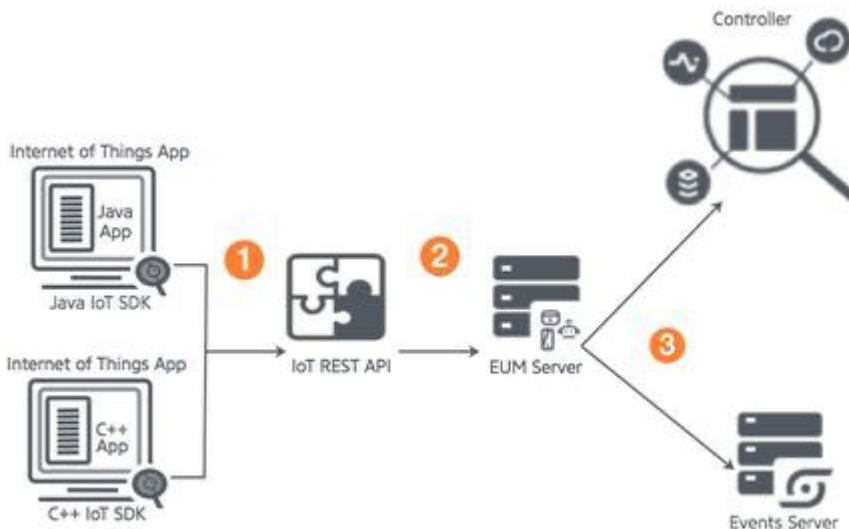 Controller
Internet of Things App
Java
App
Java IoT SDK
1
2
IoT REST API
EUM Server
3
Internet of Things App
C++
App
C++ IoT SDK
Events Server